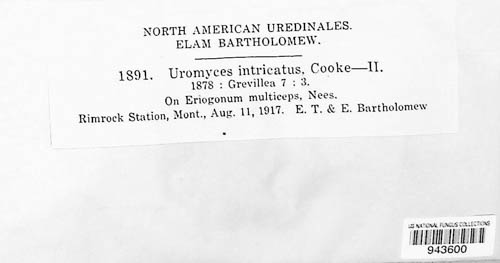 NORTH AMERICAN UREDINALES.
ELAM BARTHOLOMEW.
1891. Uromyces intricatus, Cooke—II.
1878 : Grevillea 7 : 3.
On Eriogonum multiceps, Nees.
Rimrock Station, Mont., Aug. 11, 1917. E. T. & E. Bartholomew
US NATIONAL FUNGUS COLLECTIONS
943600